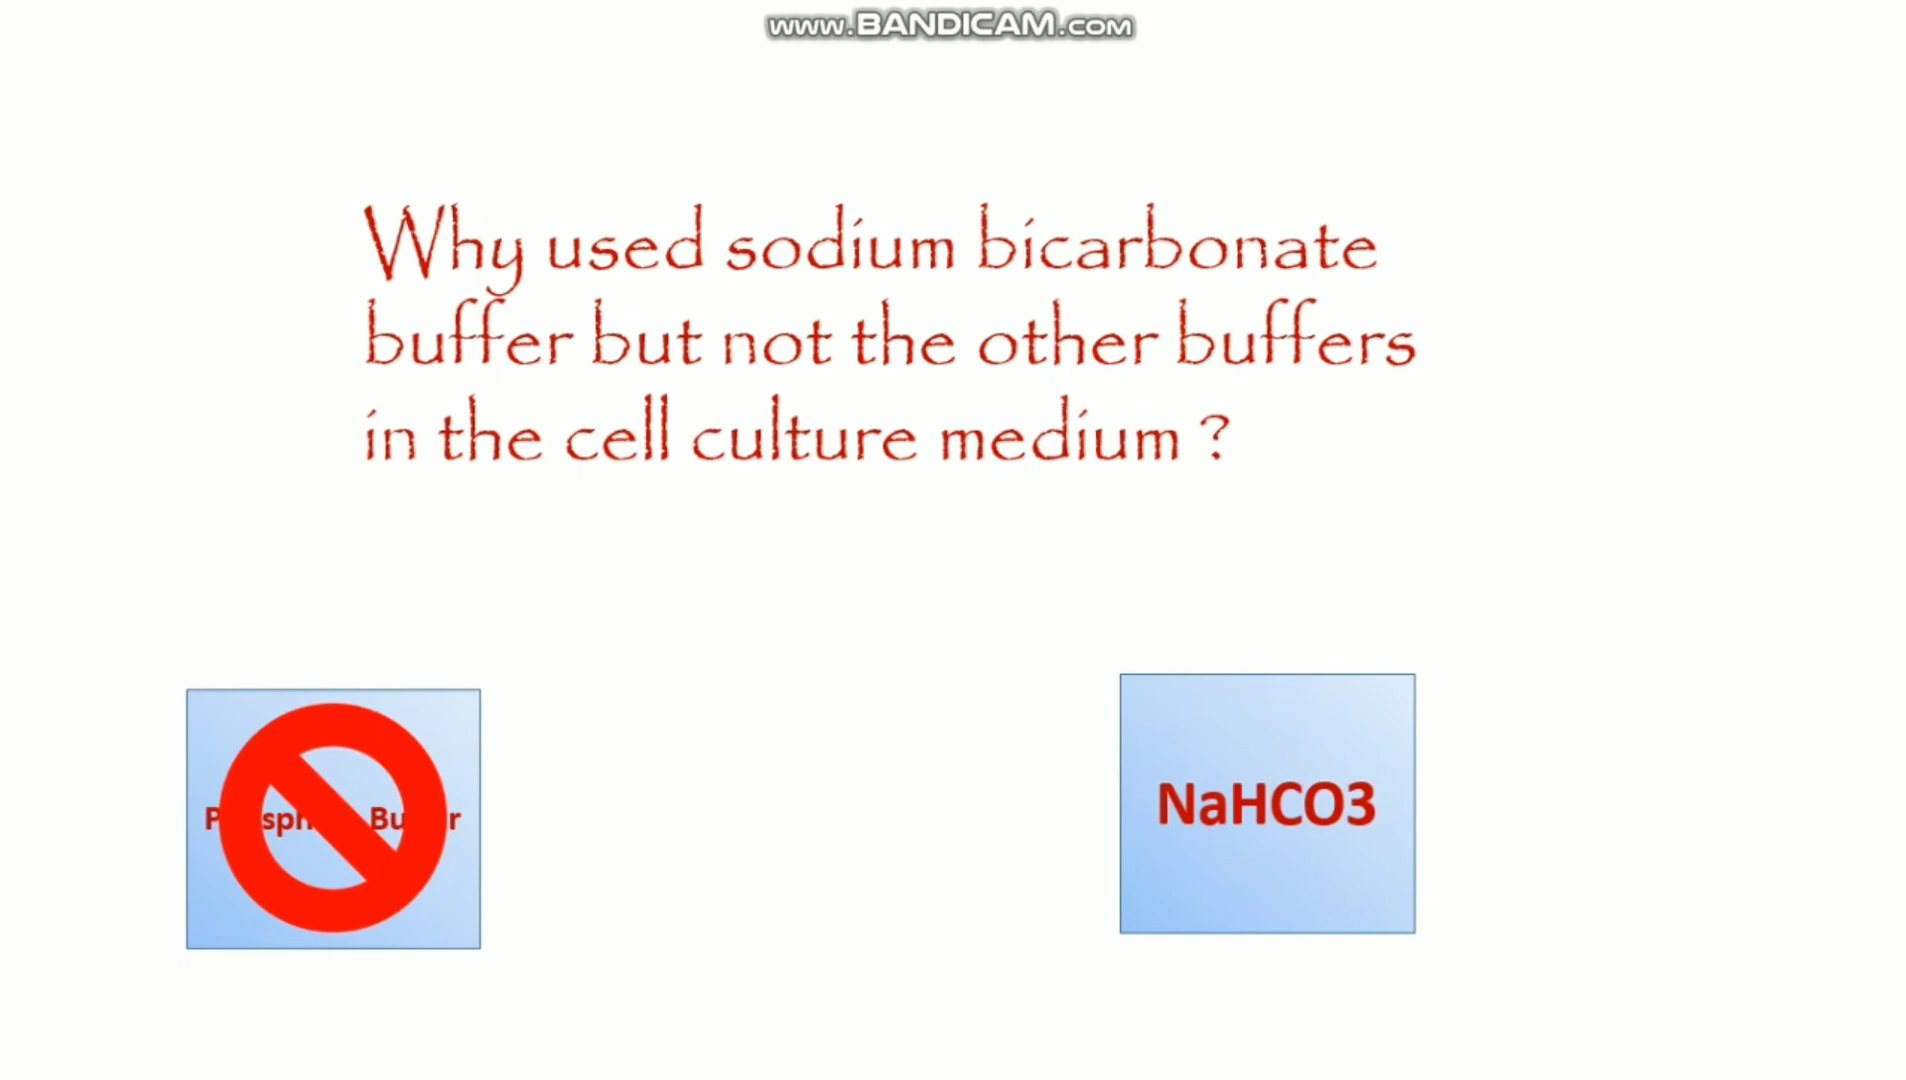 www.BANDICAM.com
Why used sodium bicarbonate
buffer but not the other buffers
in the cell culture medium ?
NaHCO3